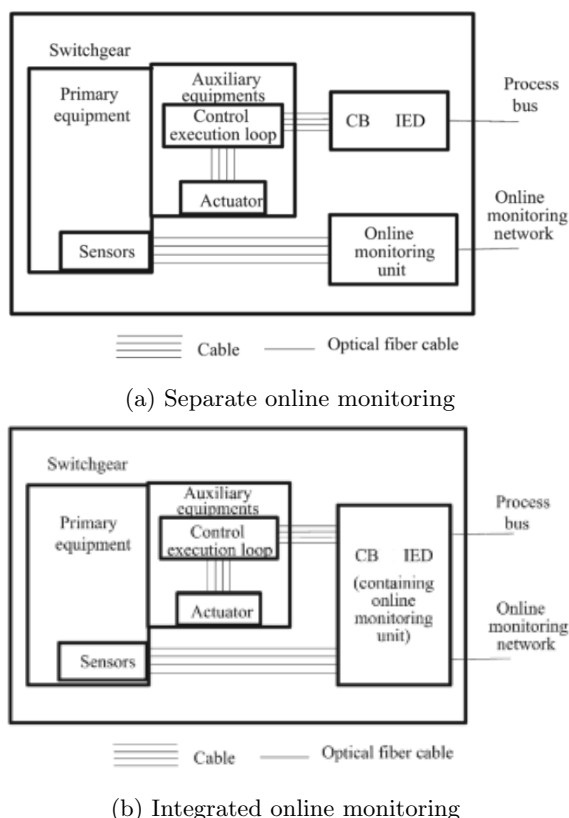 Switchgear
Primary
equipment
Auxiliary
equipments
Control
execution loop
Actuator
Sensors
CB IED
Process
bus
Online
monitoring
unit
Online
monitoring
network
Cable
Optical fiber cable
(a) Separate online monitoring
Switchgear
Primary
equipment
Auxiliary
equipments
Control
execution loop
Actuator
Sensors
CB IED
(containing
online
monitoring
unit)
Process
bus
Online
monitoring
network
Cable
Optical fiber cable
(b) Integrated online monitoring